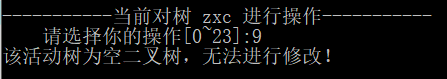 -----------当前对树 zxc 进行操作-----------
请选择你的操作[0~23]:9
该活动树为空二叉树，无法进行修改!